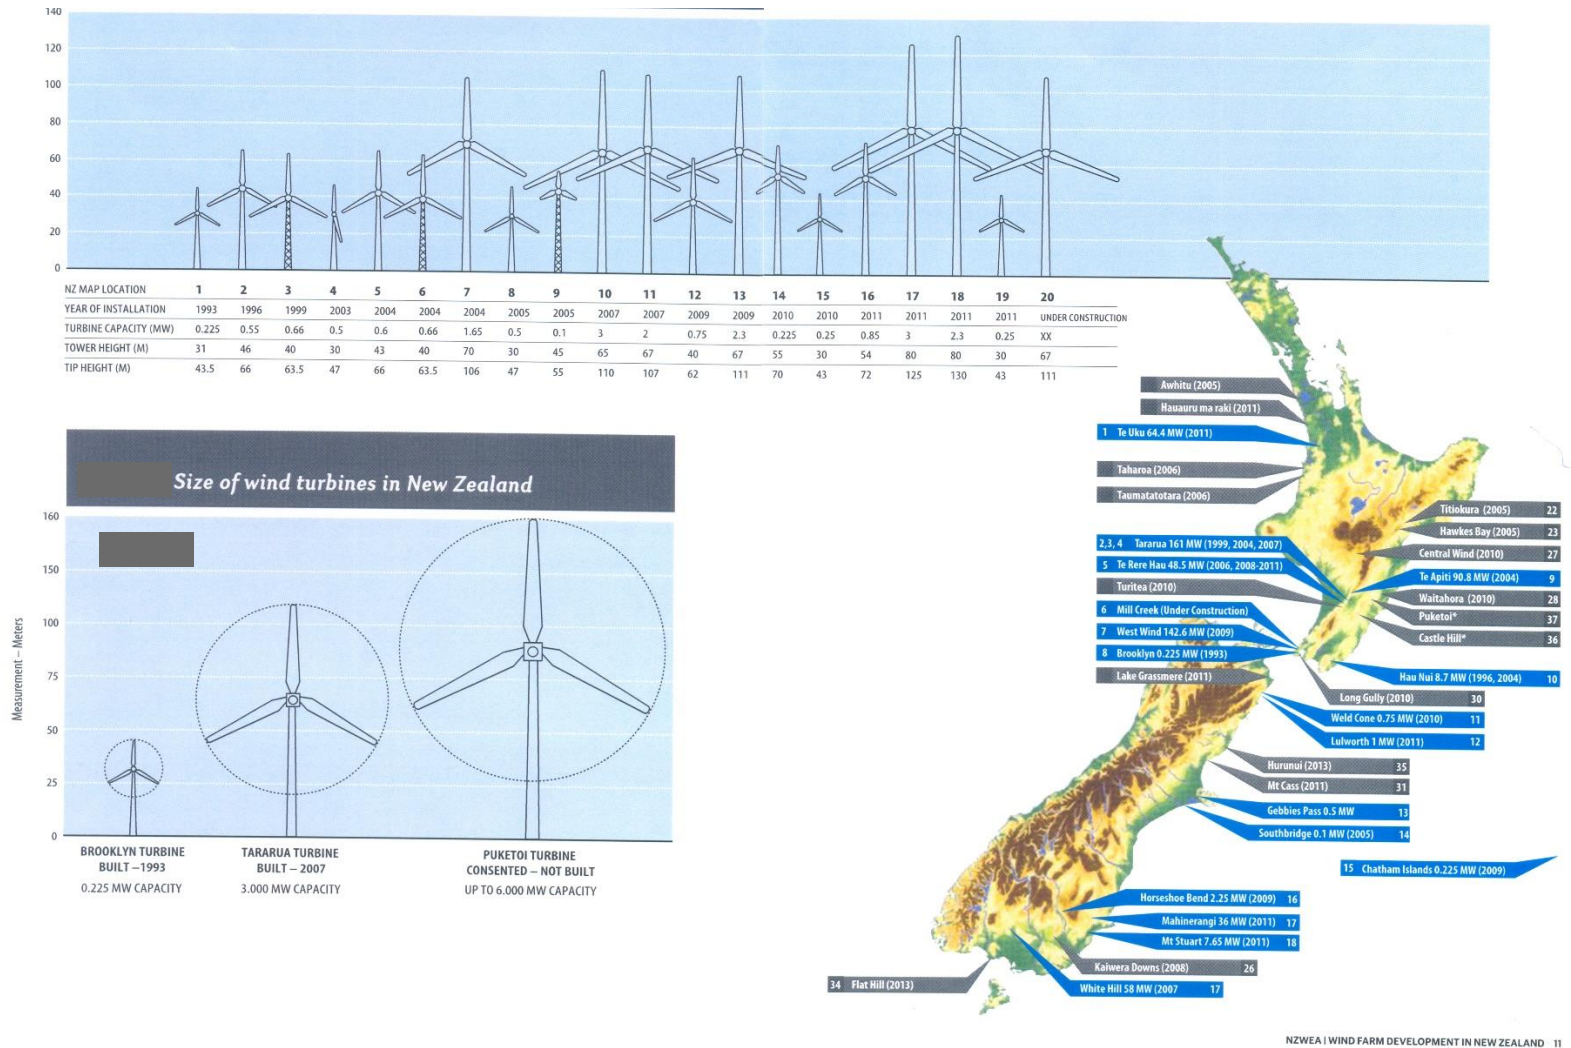 140
120
100
80
60
40
20
0
NZ MAP LOCATION 1 2 3 4 5 6 7 8 9 10 11 12 13 14 15 16 17 18 19 20
YEAR OF INSTALLATION 1993 1996 1999 2003 2004 2004 2004 2005 2005 2007 2007 2009 2009 2010 2010 2011 2011 2011 2011 UNDER CONSTRUCTION
TURBINE CAPACITY (MW) 0.225 0.55 0.66 0.5 0.6 0.66 1.65 0.5 0.1 3 2 0.75 2.3 0.225 0.25 0.85 3 2.3 0.25 XX
TOWER HEIGHT (M) 31 46 40 30 43 40 70 30 45 65 67 40 67 55 30 54 80 80 30 67
TIP HEIGHT (M) 43.5 66 63.5 47 66 63.5 106 47 55 110 107 62 111 70 43 72 125 130 43 111
Size of wind turbines in New Zealand
Measurement – Meters
160
150
100
75
50
25
0
BROOKLYN TURBINE
BUILT –1993
0.225 MW CAPACITY
TARARUA TURBINE
BUILT – 2007
3.000 MW CAPACITY
PUKETOI TURBINE
CONSENTED – NOT BUILT
UP TO 6.000 MW CAPACITY
Awhitu (2005)
Hauauru ma raki (2011)
1 Te Uku 64.4 MW (2011)
Taharoa (2006)
Taumatatotara (2006)
2,3, 4 Tararua 161 MW (1999, 2004, 2007)
5 Te Rere Hau 48.5 MW (2006, 2008-2011)
Turitea (2010)
6 Mill Creek (Under Construction)
7 West Wind 142.6 MW (2009)
8 Brooklyn 0.225 MW (1993)
Lake Grassmere (2011)
Titiokura (2005) 22
Hawkes Bay (2005) 23
Central Wind (2010) 27
Te Apiti 90.8 MW (2004) 9
Waitahora (2010) 28
Puketoi* 37
Castle Hill* 36
Hau Nui 8.7 MW (1996, 2004) 10
Long Gully (2010) 30
Weld Cone 0.75 MW (2010) 11
Lulworth 1 MW (2011) 12
Hurunui (2013) 35
Mt Cass (2011) 31
Gebbies Pass 0.5 MW 13
Southbridge 0.1 MW (2005) 14
15 Chatham Islands 0.225 MW (2009)
Horseshoe Bend 2.25 MW (2009) 16
Mahinerangi 36 MW (2011) 17
Mt Stuart 7.65 MW (2011) 18
Kaiwera Downs (2008) 26
34 Flat Hill (2013)
White Hill 58 MW (2007 17
NZWEA | WIND FARM DEVELOPMENT IN NEW ZEALAND 11